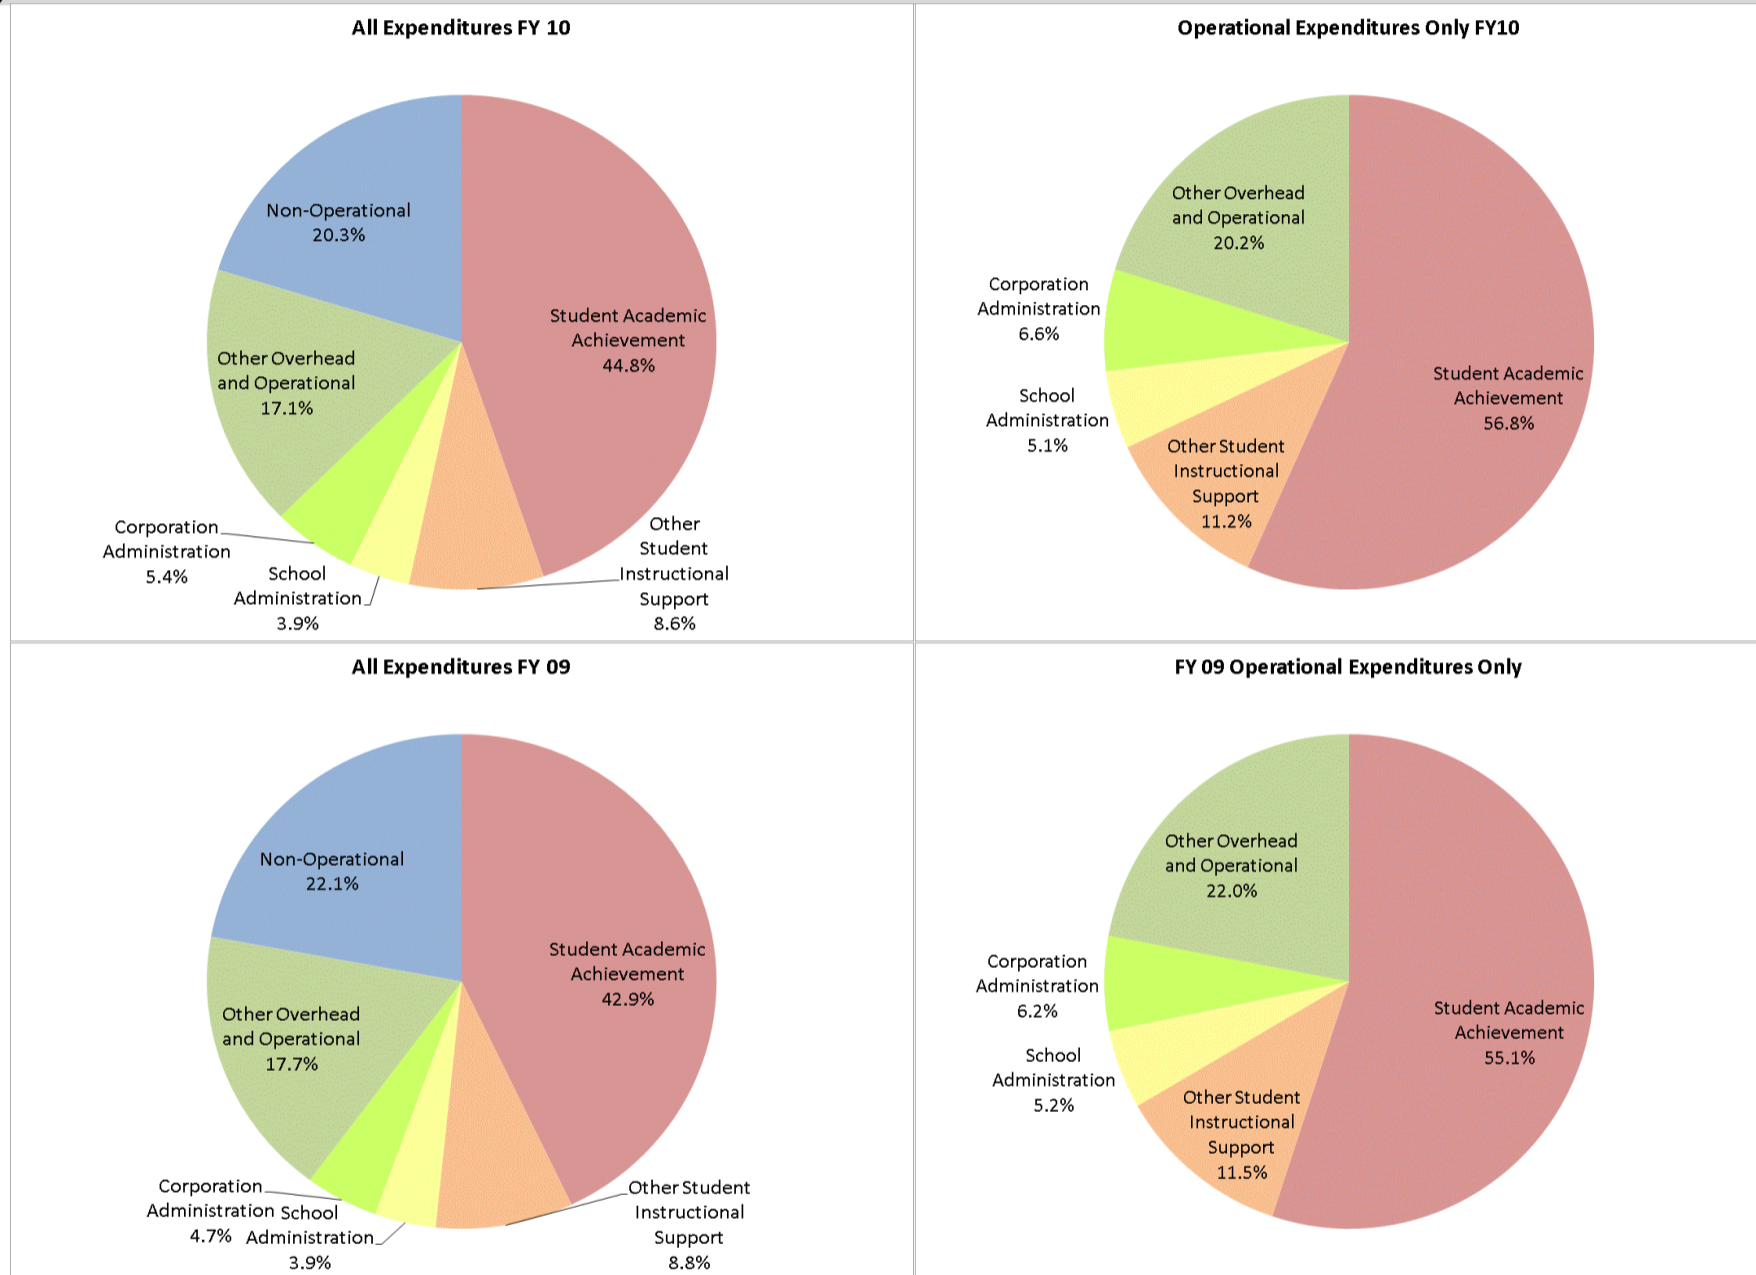 All Expenditures FY 10
Non-Operational
20.3%
Other Overhead
and Operational
17.1%
Corporation
Administration
5.4%
School
Administration
3.9%
Student Academic
Achievement
44.8%
Other
Student
Instructional
Support
8.6%
Operational Expenditures Only FY10
Other Overhead
and Operational
20.2%
Corporation
Administration
6.6%
School
Administration
5.1%
Other Student
Instructional
Support
11.2%
Student Academic
Achievement
56.8%
All Expenditures FY 09
Non-Operational
22.1%
Other Overhead
and Operational
17.7%
Corporation
Administration
4.7%
School
Administration
3.9%
Student Academic
Achievement
42.9%
Other Student
Instructional
Support
8.8%
FY 09 Operational Expenditures Only
Other Overhead
and Operational
22.0%
Corporation
Administration
6.2%
School
Administration
5.2%
Other Student
Instructional
Support
11.5%
Student Academic
Achievement
55.1%